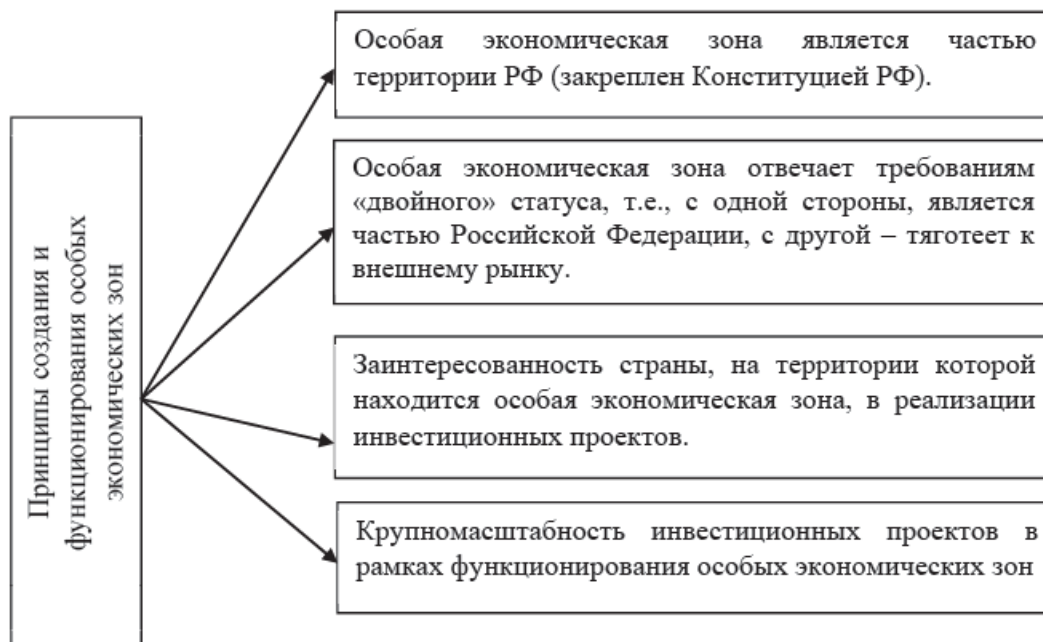 Принципы создания и
функционирования особых
экономических зон
Особая экономическая зона является частью
территории РФ (закреплен Конституцией РФ).
Особая экономическая зона отвечает требованиям
«двойного» статуса, т.е., с одной стороны, является
частью Российской Федерации, с другой – тяготеет к
внешнему рынку.
Заинтересованность страны, на территории которой
находится особая экономическая зона, в реализации
инвестиционных проектов.
Крупномасштабность инвестиционных проектов в
рамках функционирования особых экономических зон